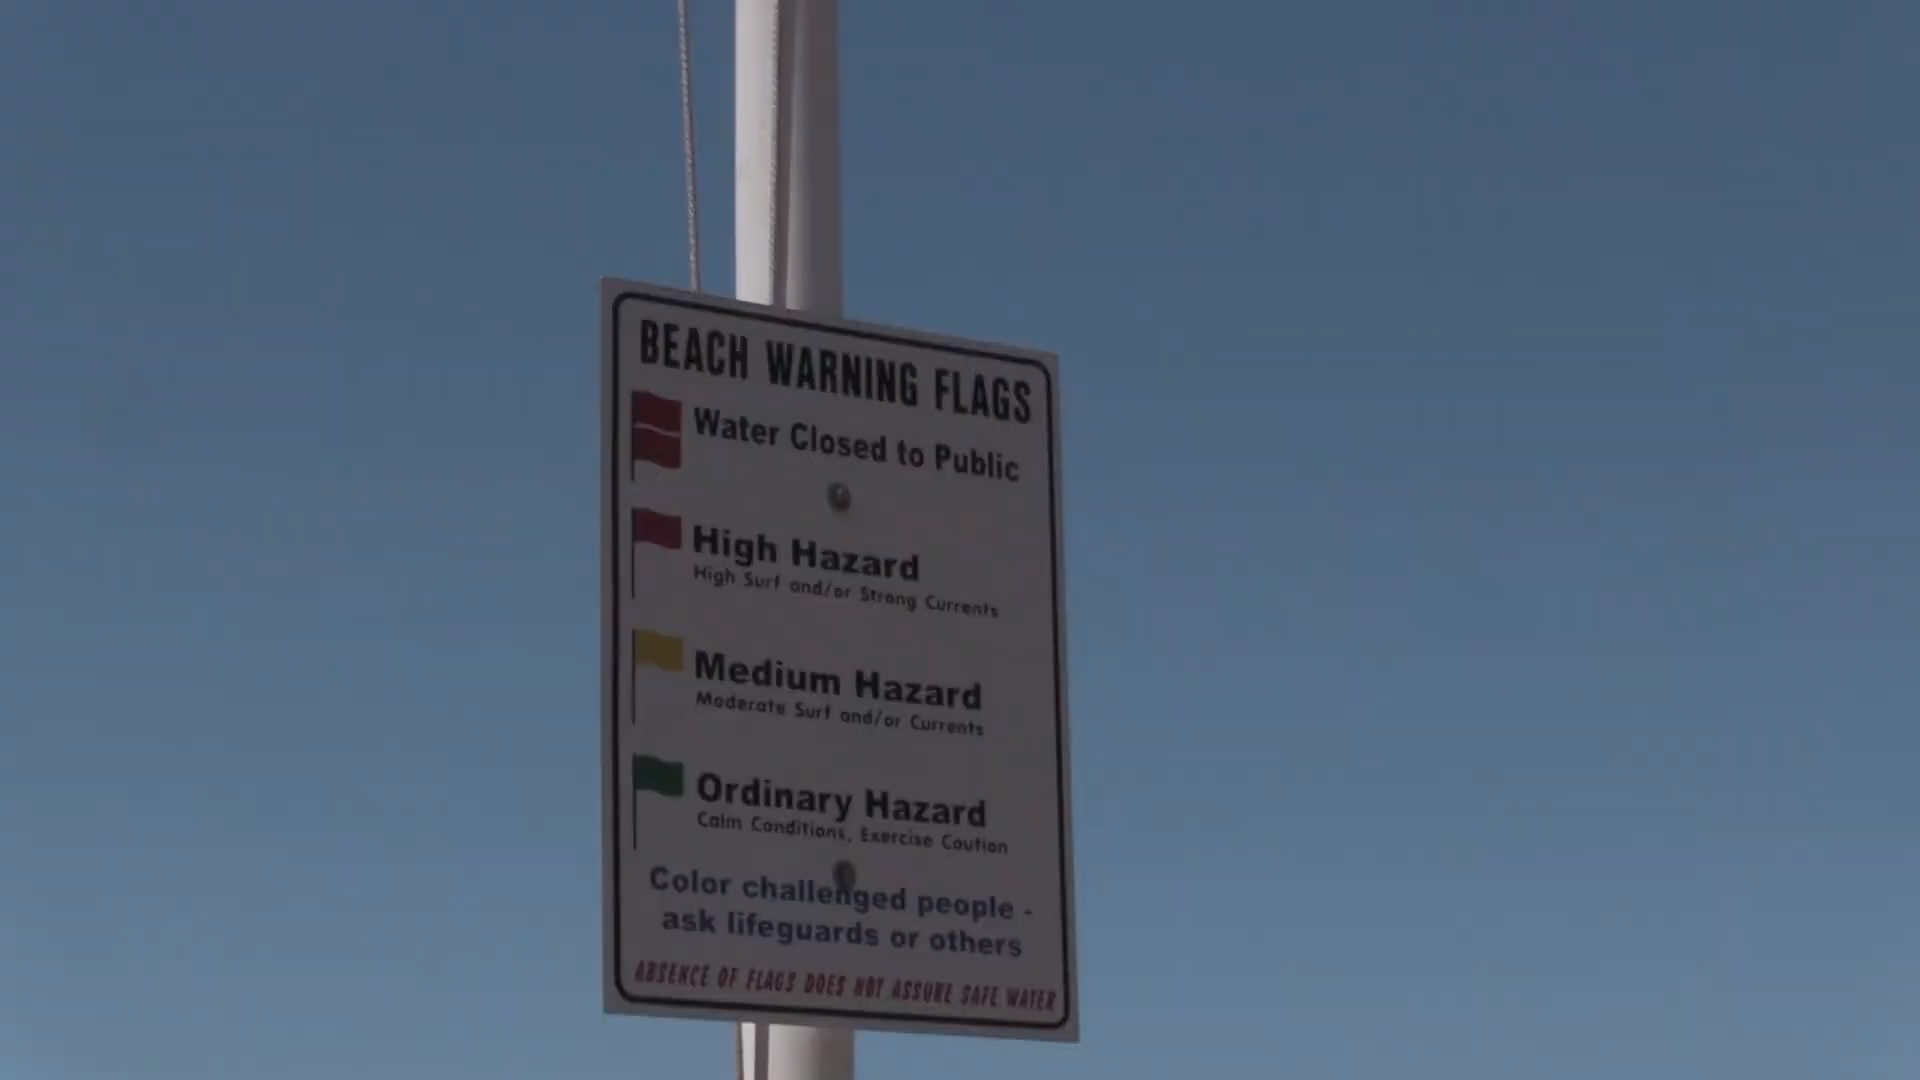 BEACH WARNING FLAGS
Water Closed to Public
High Hazard
High Surf and/or Strong Currents
Medium Hazard
Moderate Surf and/or Currents
Ordinary Hazard
Calm Conditions, Exercise Caution
Color challenged people -
ask lifeguards or others
ABSENCE OF FLAGS DOES NOT ASSURE SAFE WATER